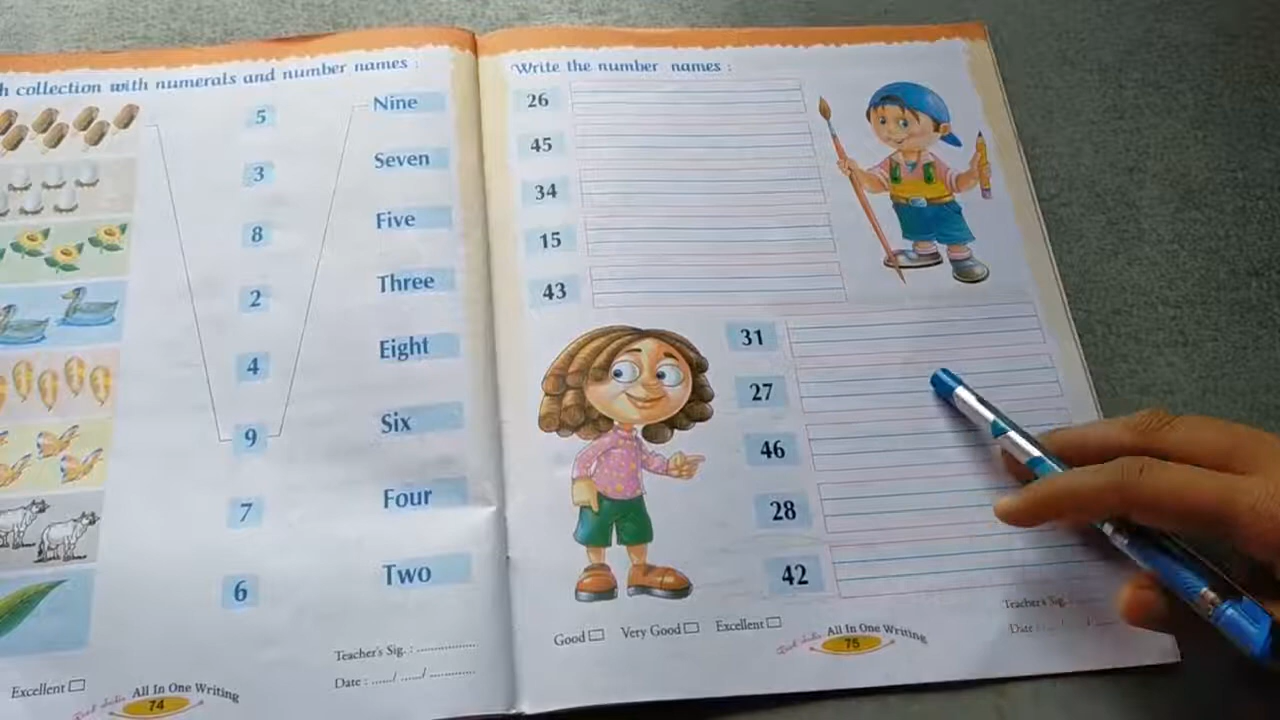 h collection with numerals and number names :
5
Nine
3
Seven
8
Five
2
Three
4
Eight
9
Six
7
Four
6
Two
Teacher's Sig. : ..................
Date : ....../ ....../ ............
Excellent
All In One Writing
74
Write the number names :
26
45
34
15
43
31
27
46
28
42
Good
Very Good
Excellent
Teacher's Sig.
Date
All In One Writing
75